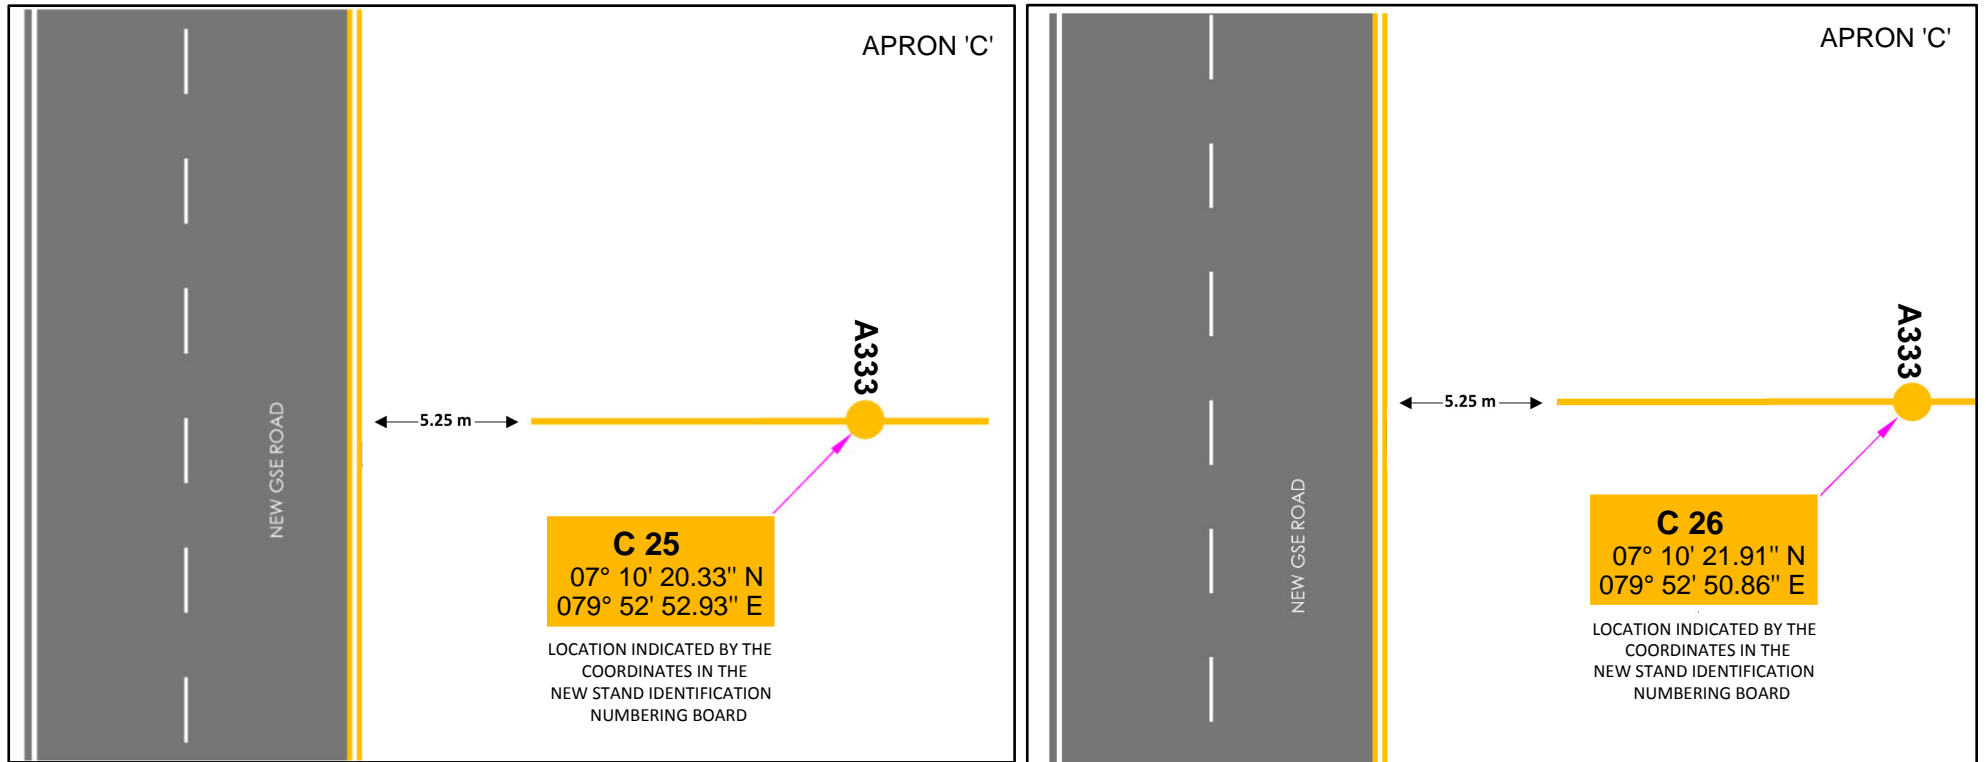 APRON 'C'
A333
5.25 m
NEW GSE ROAD
C 25
07° 10' 20.33" N
079° 52' 52.93" E
LOCATION INDICATED BY THE
COORDINATES IN THE
NEW STAND IDENTIFICATION
NUMBERING BOARD
APRON 'C'
A333
5.25 m
NEW GSE ROAD
C 26
07° 10' 21.91" N
079° 52' 50.86" E
LOCATION INDICATED BY THE
COORDINATES IN THE
NEW STAND IDENTIFICATION
NUMBERING BOARD